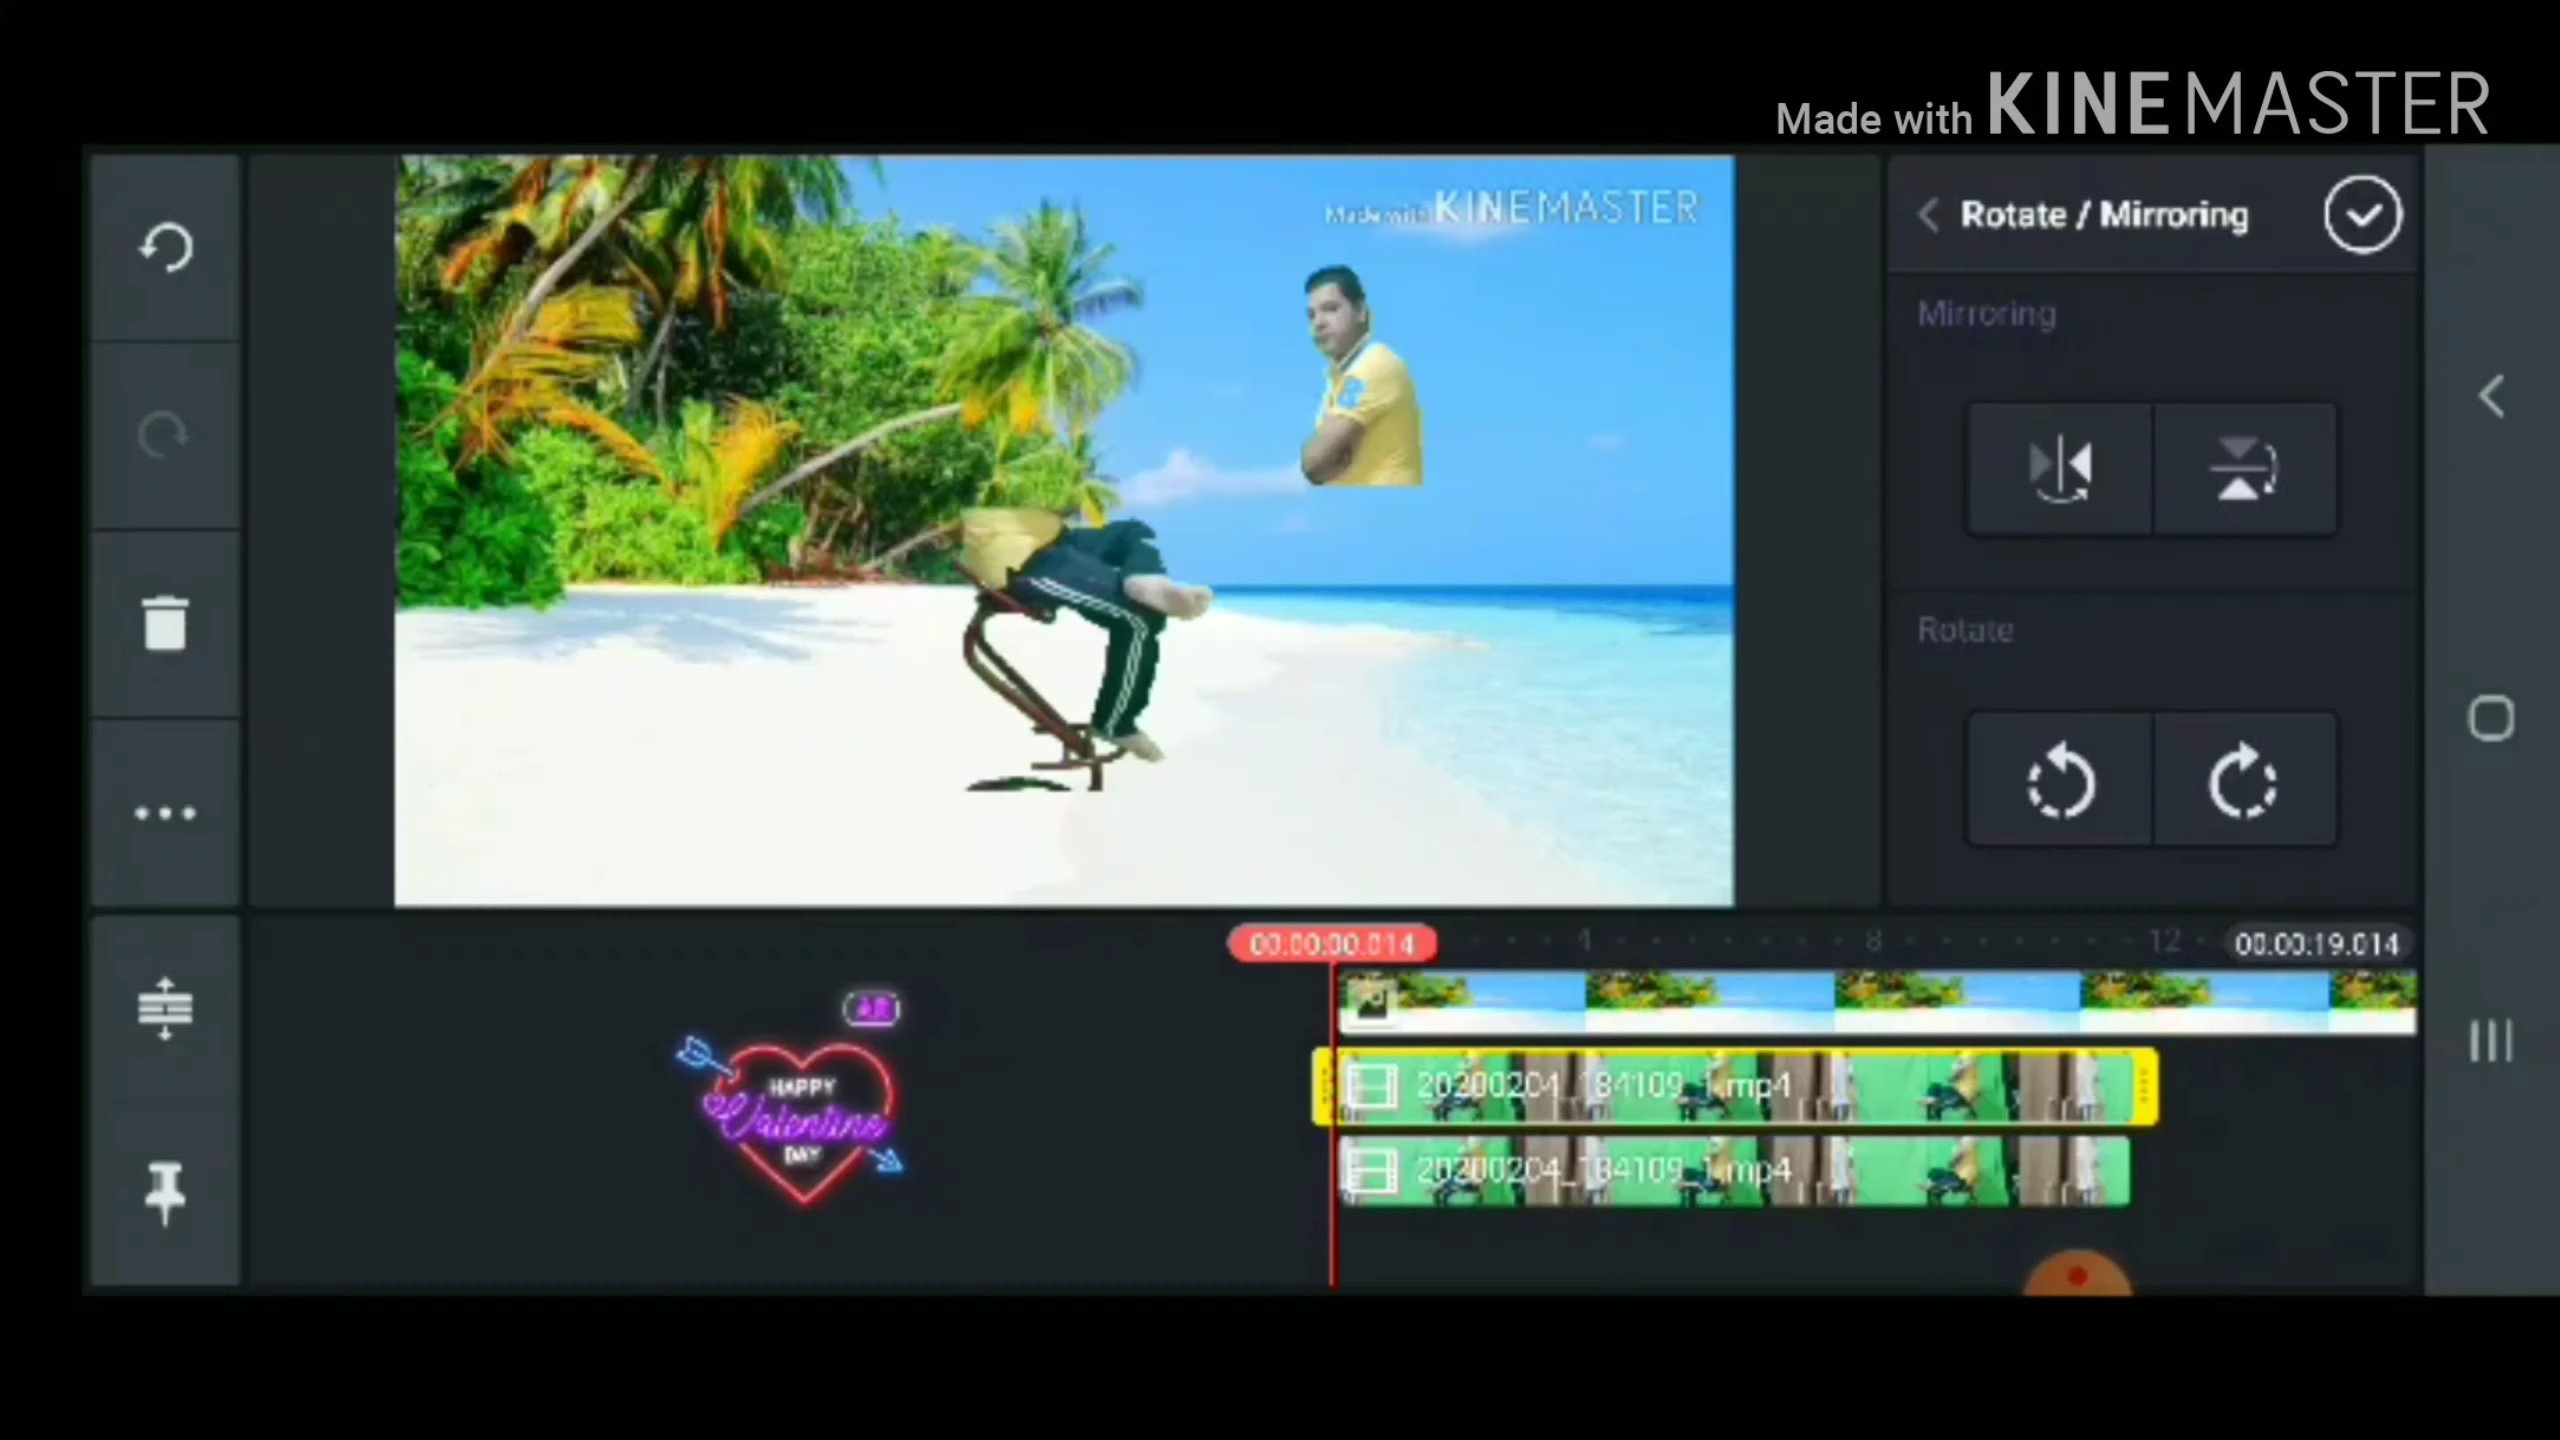 Made with KINEMASTER
Made with KINEMASTER
Rotate / Mirroring
Mirroring
Rotate
00:00:00.014
4
8
12
00:00:19.014
AR
HAPPY
Valentine
DAY
20200204_184109_1.mp4
20200204_184109_1.mp4